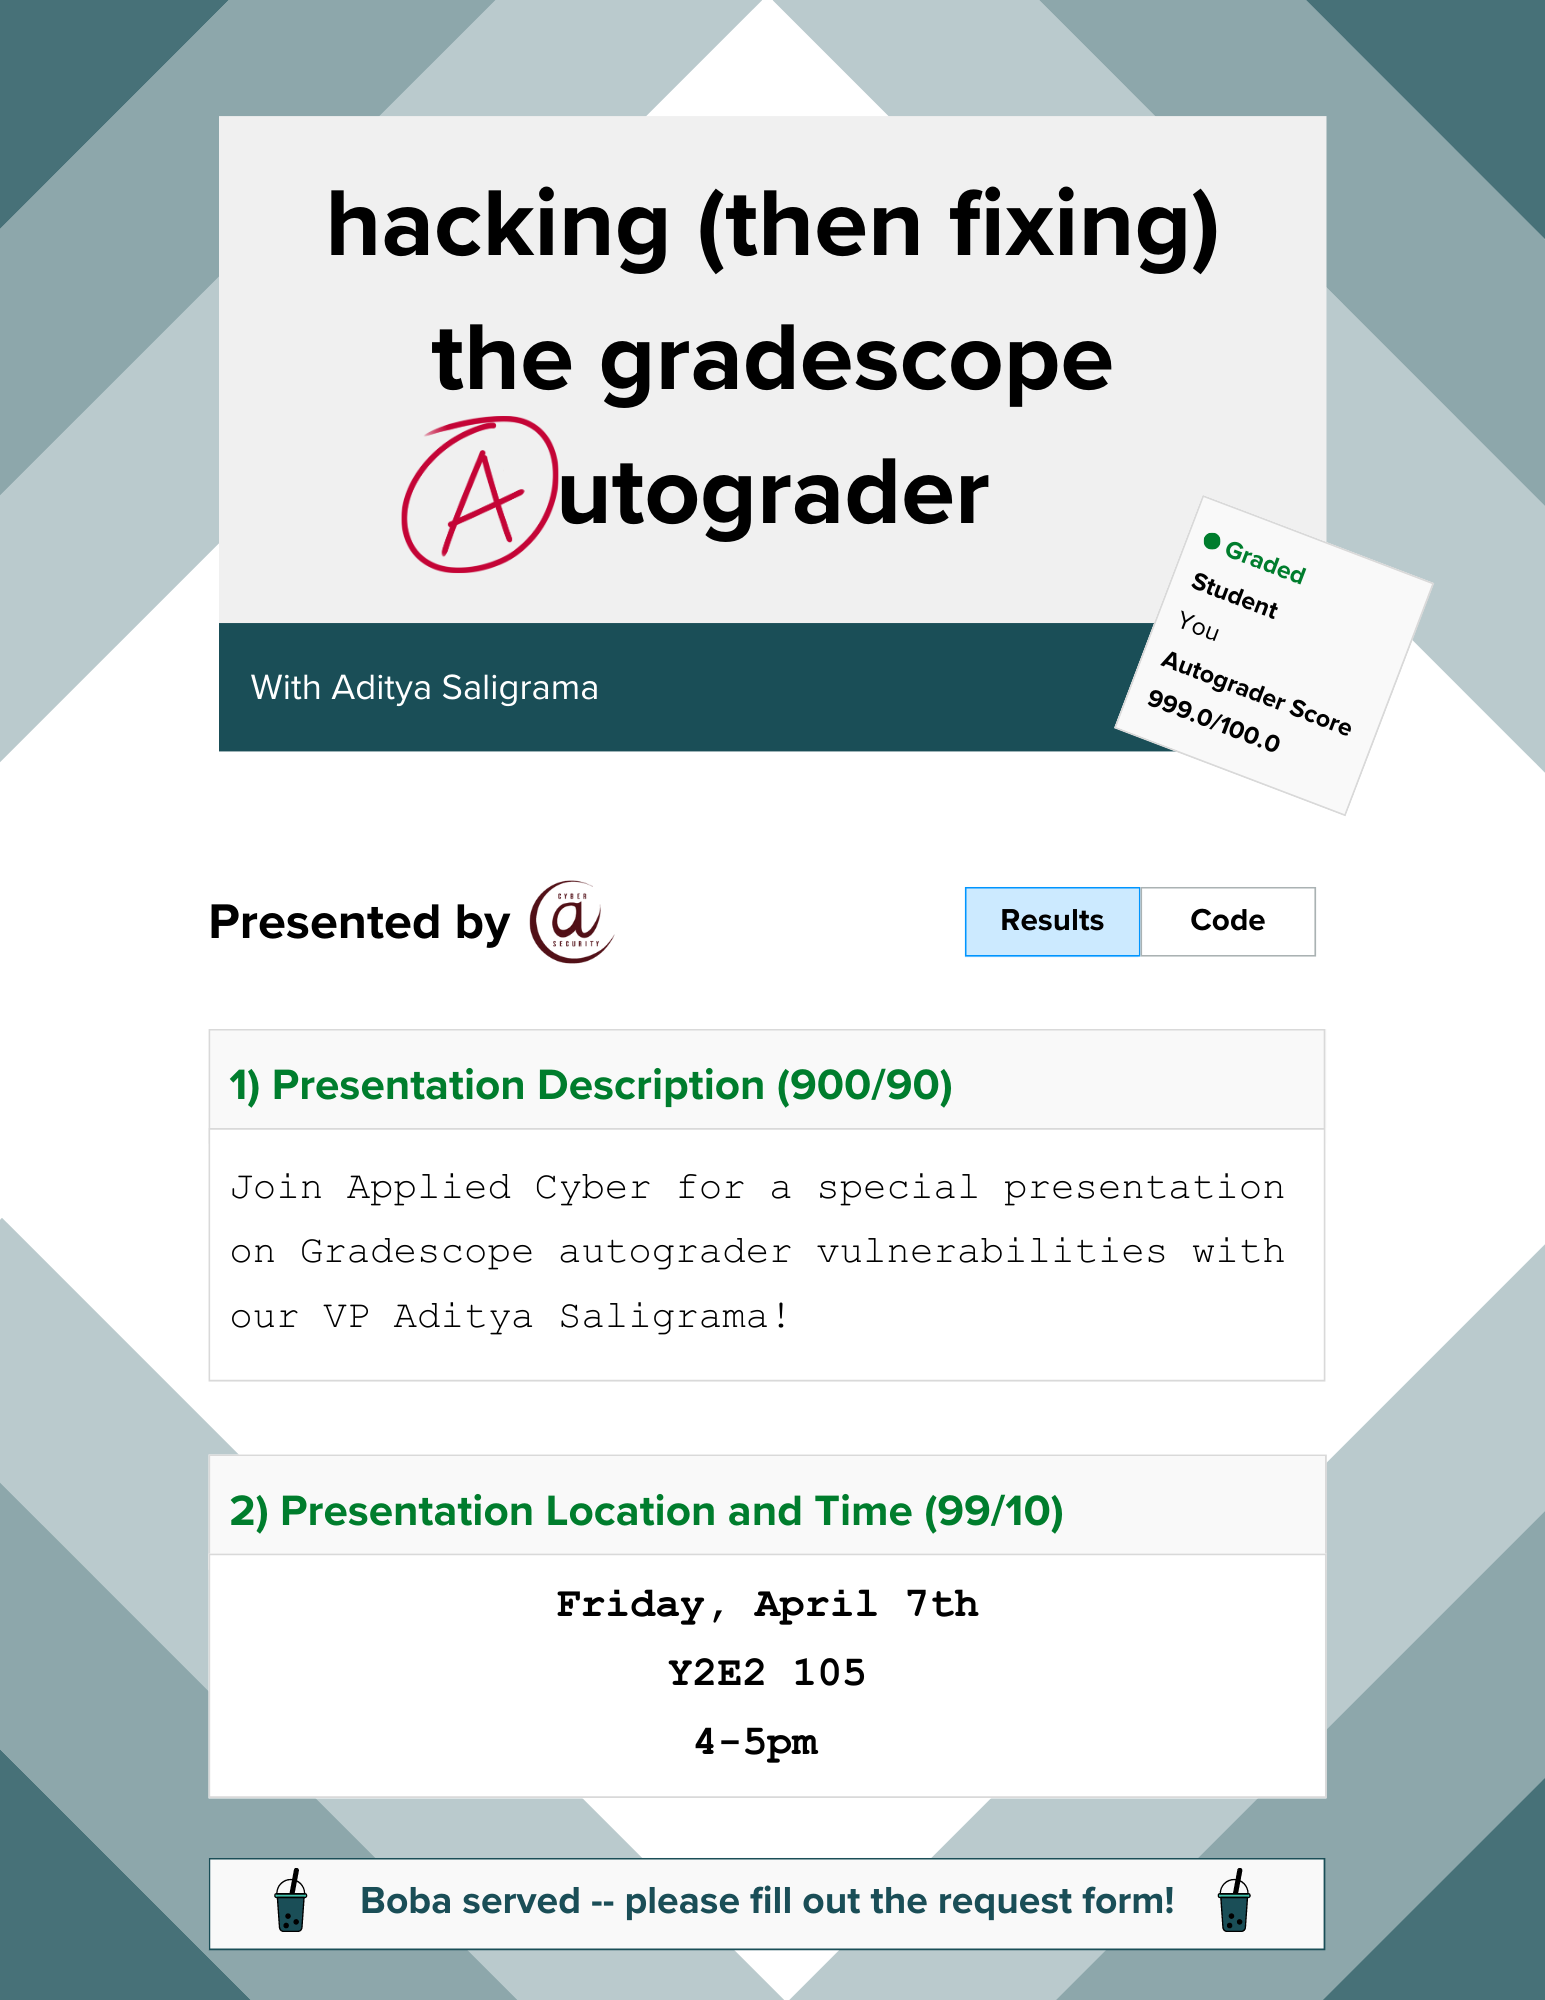 hacking (then fixing)
the gradescope
Autograder
Graded
Student
You
Autograder Score
999.0/100.0
With Aditya Saligrama
Presented by
CYBER
a
SECURITY
Results
Code
1) Presentation Description (900/90)
Join Applied Cyber for a special presentation
on Gradescope autograder vulnerabilities with
our VP Aditya Saligrama!
2) Presentation Location and Time (99/10)
Friday, April 7th
Y2E2 105
4-5pm
Boba served -- please fill out the request form!